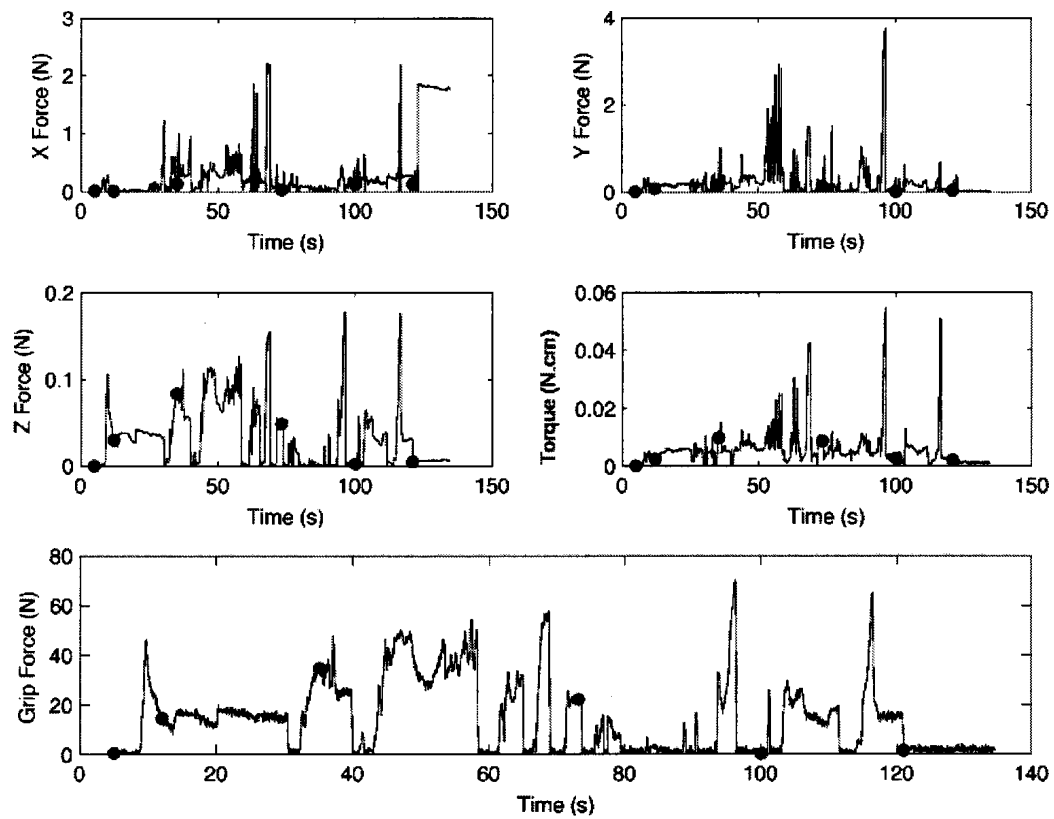 3
2
1
0
X Force (N)
0 50 100 150
Time (s)
4
2
0
Y Force (N)
0 50 100 150
Time (s)
0.2
0.1
0
Z Force (N)
0 50 100 150
Time (s)
0.06
0.04
0.02
0
Torque (N.cm)
0 50 100 150
Time (s)
80
60
40
20
0
Grip Force (N)
0 20 40 60 80 100 120 140
Time (s)